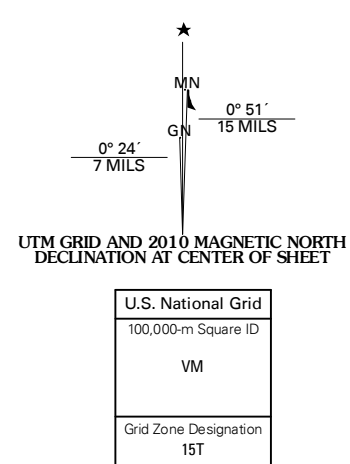 MN
0° 51´
15 MILS
GN
0° 24´
7 MILS
UTM GRID AND 2010 MAGNETIC NORTH
DECLINATION AT CENTER OF SHEET
U.S. National Grid
100,000-m Square ID
VM
Grid Zone Designation
15T